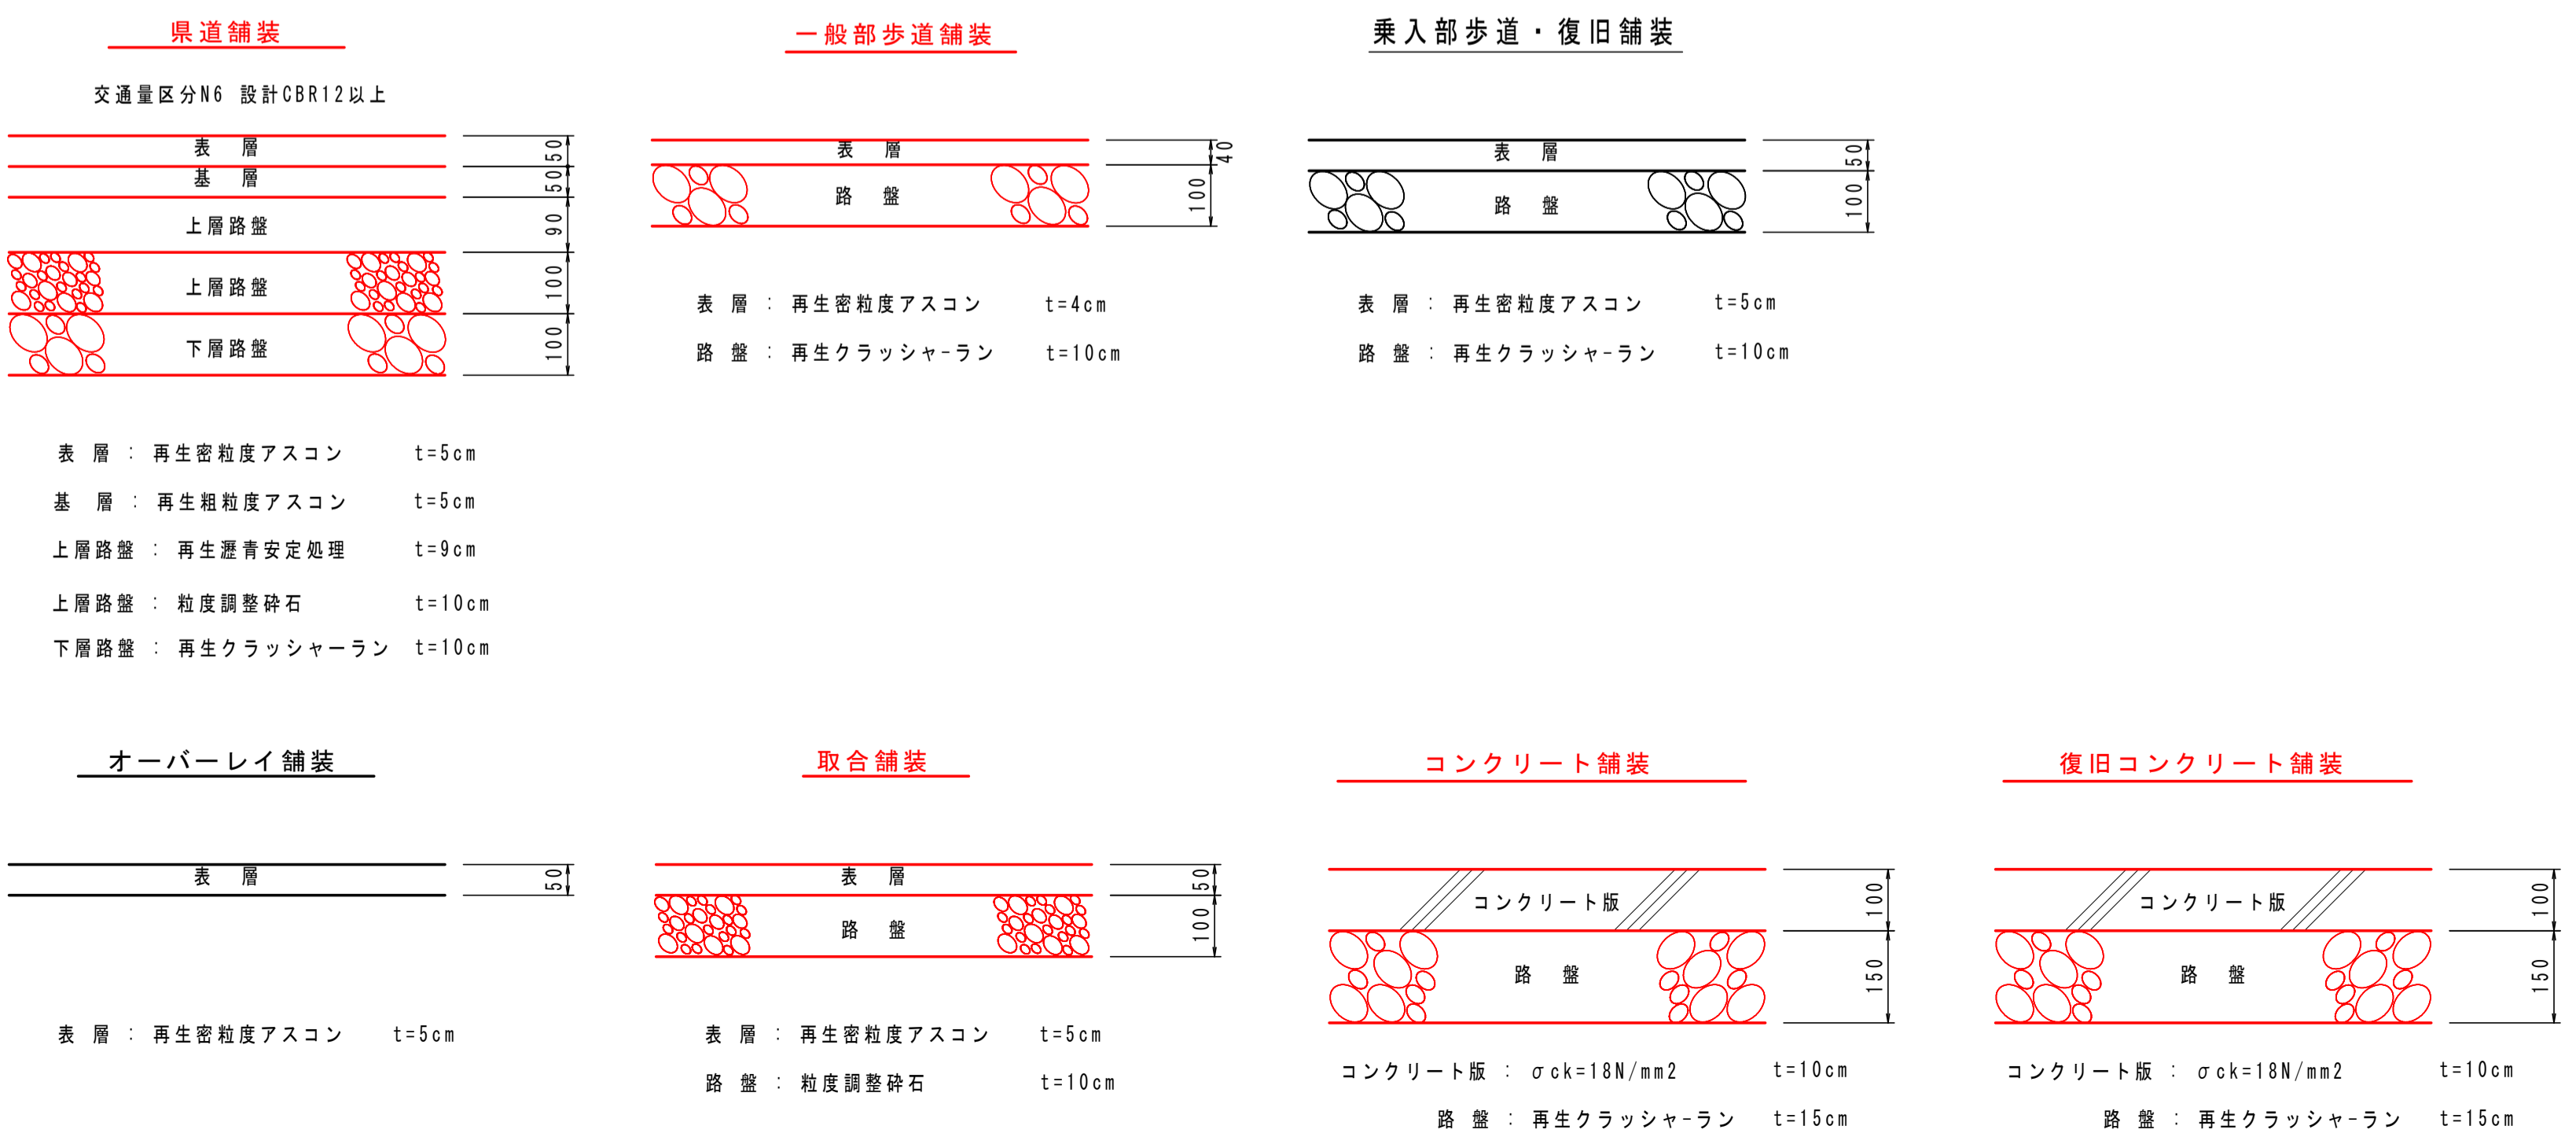 県道舗装
交通量区分N6 設計CBR12以上
表 層
基 層
上層路盤
上層路盤
下層路盤
50
50
90
100
100
表 層 : 再生密粒度アスコン t=5cm
基 層 : 再生粗粒度アスコン t=5cm
上層路盤 : 再生瀝青安定処理 t=9cm
上層路盤 : 粒度調整砕石 t=10cm
下層路盤 : 再生クラッシャーラン t=10cm
一般部歩道舗装
表 層
路 盤
40
100
表 層 : 再生密粒度アスコン t=4cm
路 盤 : 再生クラッシャ-ラン t=10cm
乗入部歩道・復旧舗装
表 層
路 盤
50
100
表 層 : 再生密粒度アスコン t=5cm
路 盤 : 再生クラッシャ-ラン t=10cm
オーバーレイ舗装
表 層
50
表 層 : 再生密粒度アスコン t=5cm
取合舗装
表 層
路 盤
50
100
表 層 : 再生密粒度アスコン t=5cm
路 盤 : 粒度調整砕石 t=10cm
コンクリート舗装
コンクリート版
路 盤
100
150
コンクリート版 : σck=18N/mm2 t=10cm
路 盤 : 再生クラッシャ-ラン t=15cm
復旧コンクリート舗装
コンクリート版
路 盤
100
150
コンクリート版 : σck=18N/mm2 t=10cm
路 盤 : 再生クラッシャ-ラン t=15cm